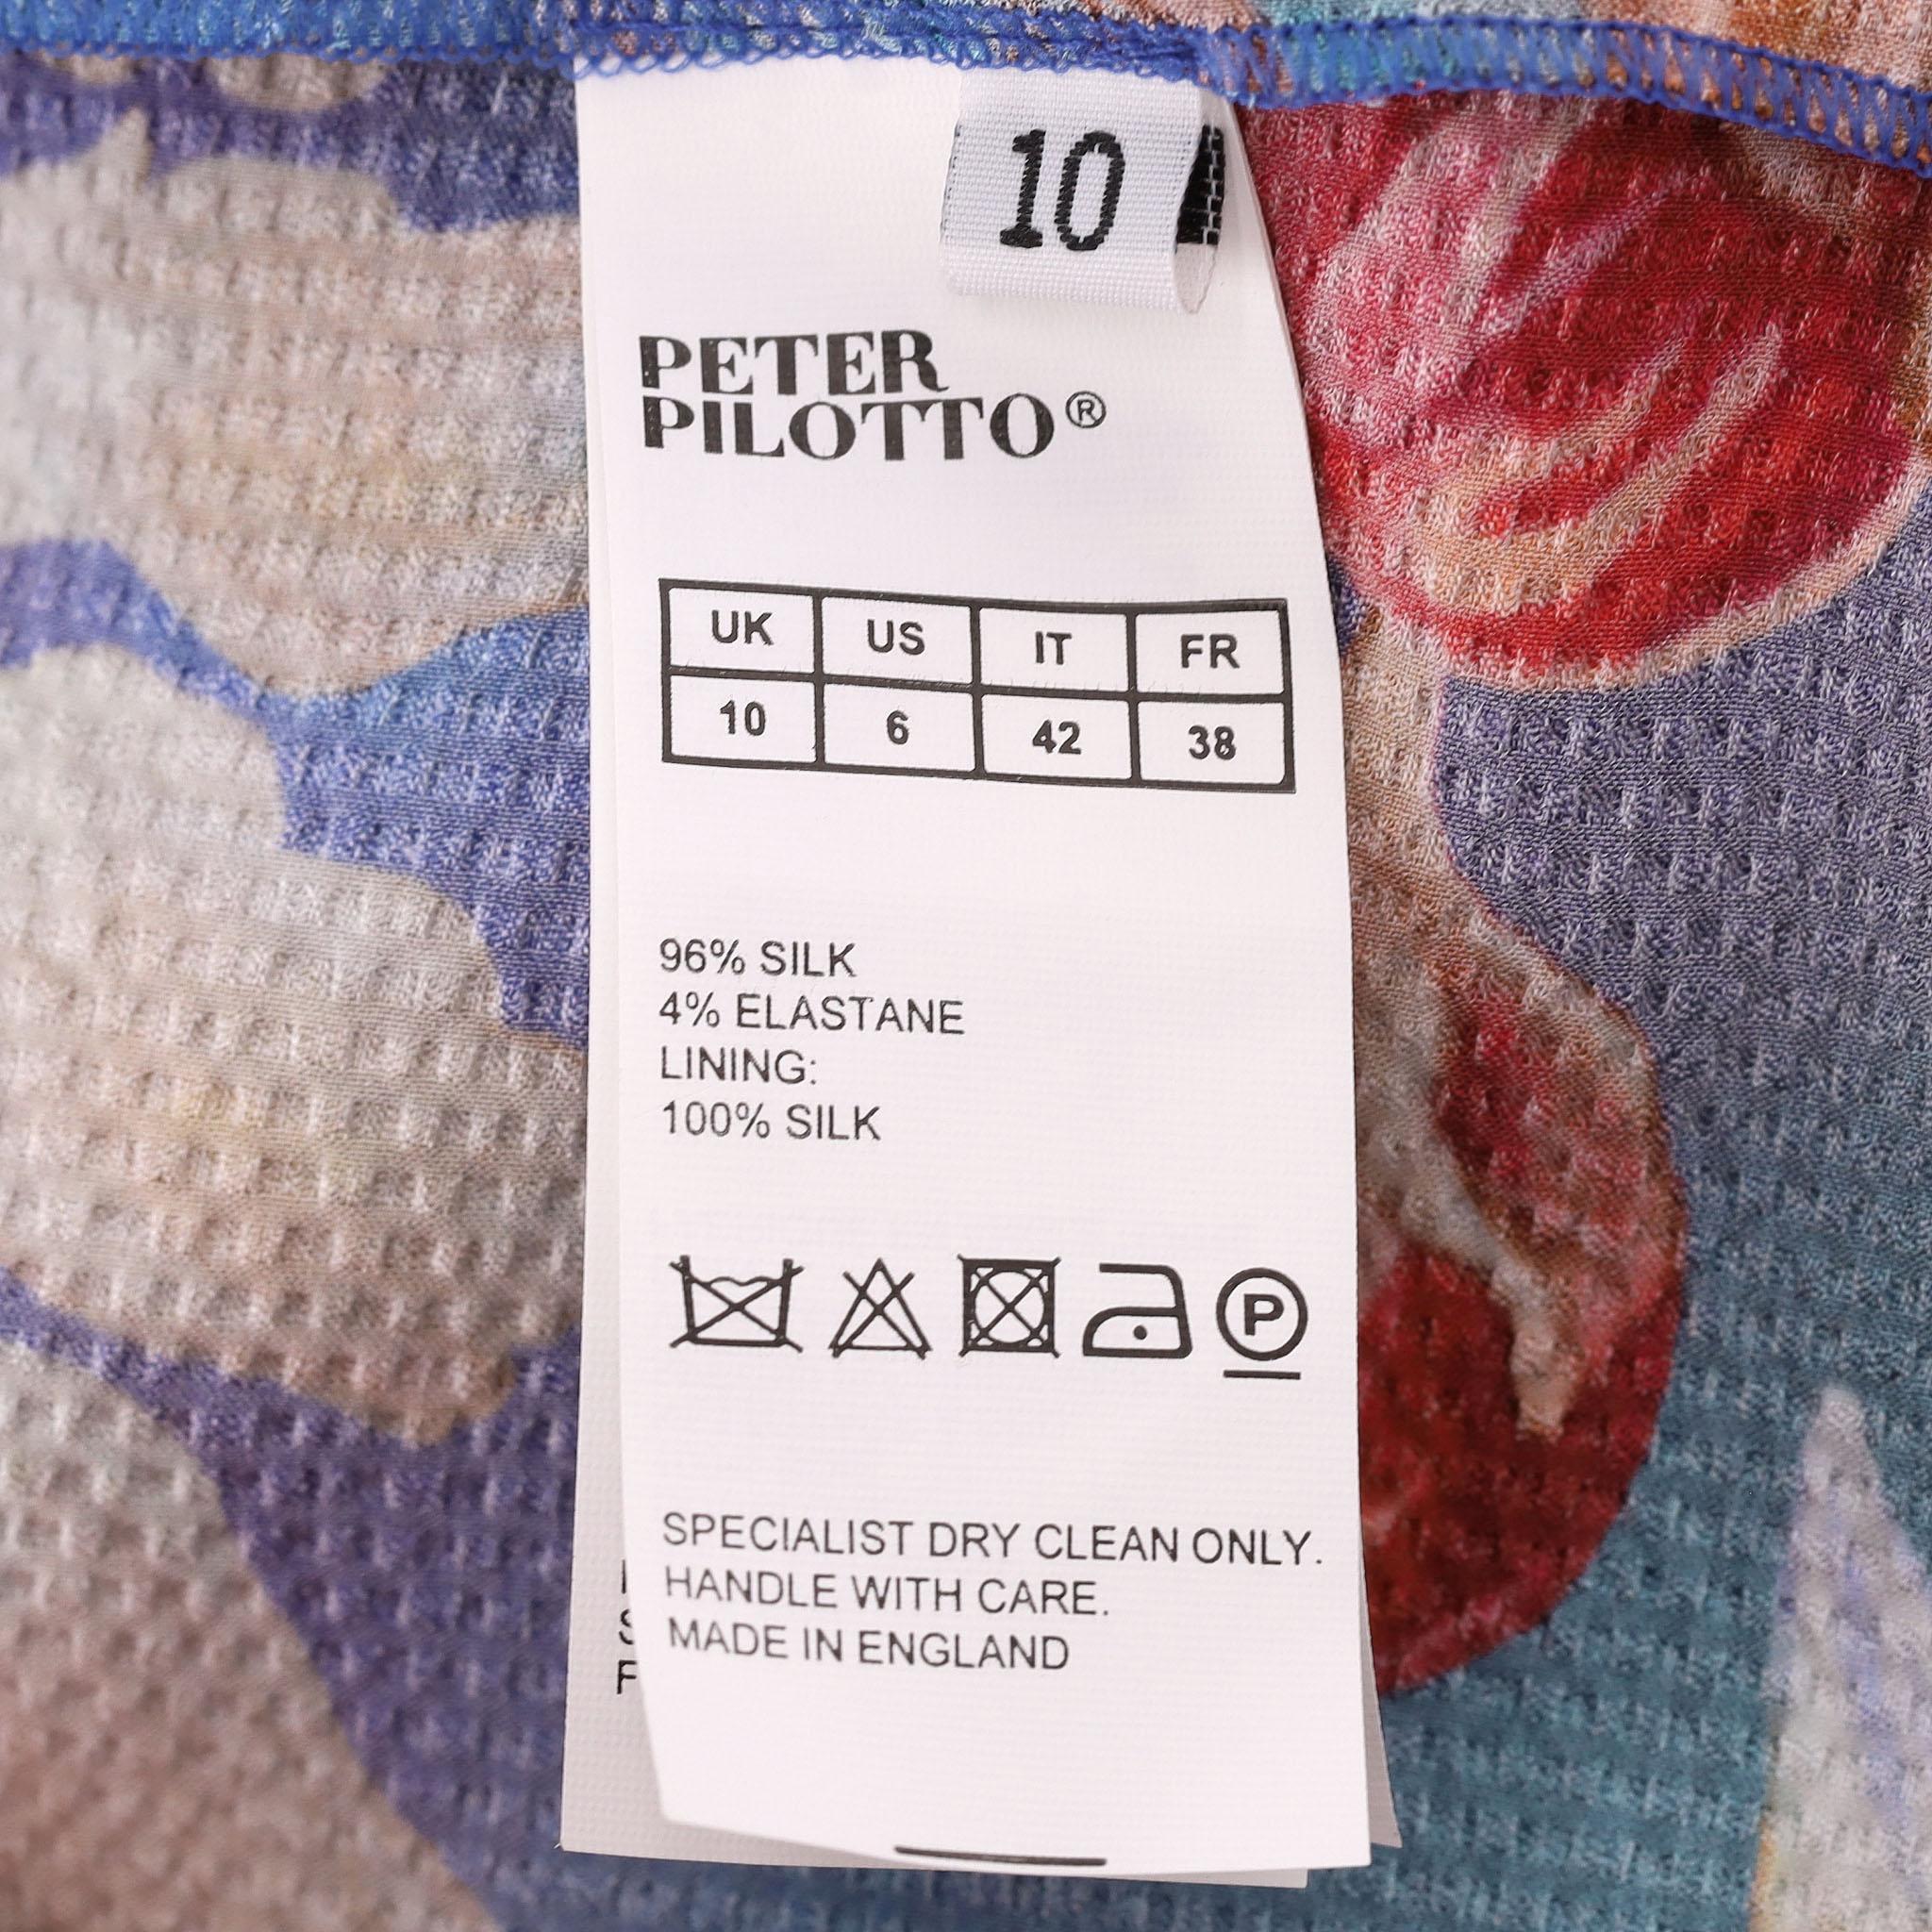 10
PETER
PILOTTO®
UK US IT FR
10 6 42 38
96% SILK
4% ELASTANE
LINING:
100% SILK
P
SPECIALIST DRY CLEAN ONLY.
HANDLE WITH CARE.
MADE IN ENGLAND